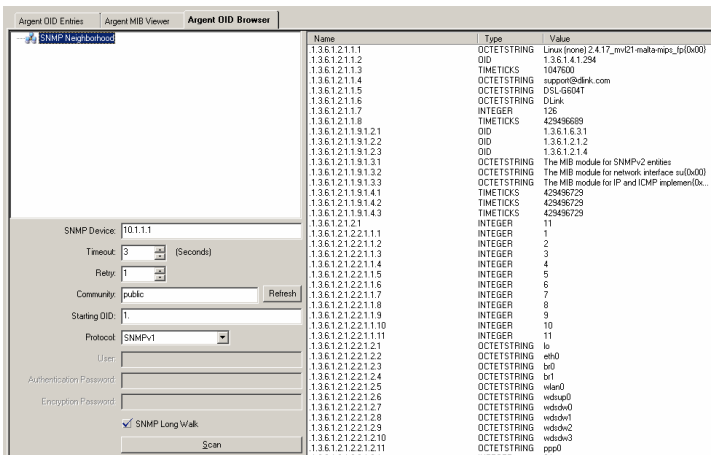 Argent OID Entries Argent MIB Viewer Argent OID Browser
SNMP Neighborhood
SNMP Device: 10.1.1.1
Timeout: 3 (Seconds)
Retry: 1
Community: public Refresh
Starting OID: 1.
Protocol: SNMPv1
User:
Authentication Password:
Encryption Password:
SNMP Long Walk
Scan
Name Type Value
.1.3.6.1.2.1.1.1 OCTETSTRING Linux (none) 2.4.17_mvl21-malta-mips_fp{0x00}
.1.3.6.1.2.1.1.2 OID 1.3.6.1.4.1.294
.1.3.6.1.2.1.1.3 TIMETICKS 1047600
.1.3.6.1.2.1.1.4 OCTETSTRING support@dlink.com
.1.3.6.1.2.1.1.5 OCTETSTRING DSL-G604T
.1.3.6.1.2.1.1.6 OCTETSTRING DLink
.1.3.6.1.2.1.1.7 INTEGER 126
.1.3.6.1.2.1.1.8 TIMETICKS 429496689
.1.3.6.1.2.1.1.9.1.2.1 OID 1.3.6.1.6.3.1
.1.3.6.1.2.1.1.9.1.2.2 OID 1.3.6.1.2.1.2
.1.3.6.1.2.1.1.9.1.2.3 OID 1.3.6.1.2.1.4
.1.3.6.1.2.1.1.9.1.3.1 OCTETSTRING The MIB module for SNMPv2 entities
.1.3.6.1.2.1.1.9.1.3.2 OCTETSTRING The MIB module for network interface su{0x00}
.1.3.6.1.2.1.1.9.1.3.3 OCTETSTRING The MIB module for IP and ICMP implemen{0x...
.1.3.6.1.2.1.1.9.1.4.1 TIMETICKS 429496729
.1.3.6.1.2.1.1.9.1.4.2 TIMETICKS 429496729
.1.3.6.1.2.1.1.9.1.4.3 TIMETICKS 429496729
.1.3.6.1.2.1.2.1 INTEGER 11
.1.3.6.1.2.1.2.2.1.1.1 INTEGER 1
.1.3.6.1.2.1.2.2.1.1.2 INTEGER 2
.1.3.6.1.2.1.2.2.1.1.3 INTEGER 3
.1.3.6.1.2.1.2.2.1.1.4 INTEGER 4
.1.3.6.1.2.1.2.2.1.1.5 INTEGER 5
.1.3.6.1.2.1.2.2.1.1.6 INTEGER 6
.1.3.6.1.2.1.2.2.1.1.7 INTEGER 7
.1.3.6.1.2.1.2.2.1.1.8 INTEGER 8
.1.3.6.1.2.1.2.2.1.1.9 INTEGER 9
.1.3.6.1.2.1.2.2.1.1.10 INTEGER 10
.1.3.6.1.2.1.2.2.1.1.11 INTEGER 11
.1.3.6.1.2.1.2.2.1.2.1 OCTETSTRING lo
.1.3.6.1.2.1.2.2.1.2.2 OCTETSTRING eth0
.1.3.6.1.2.1.2.2.1.2.3 OCTETSTRING br0
.1.3.6.1.2.1.2.2.1.2.4 OCTETSTRING br1
.1.3.6.1.2.1.2.2.1.2.5 OCTETSTRING wlan0
.1.3.6.1.2.1.2.2.1.2.6 OCTETSTRING wdsup0
.1.3.6.1.2.1.2.2.1.2.7 OCTETSTRING wdsdw0
.1.3.6.1.2.1.2.2.1.2.8 OCTETSTRING wdsdw1
.1.3.6.1.2.1.2.2.1.2.9 OCTETSTRING wdsdw2
.1.3.6.1.2.1.2.2.1.2.10 OCTETSTRING wdsdw3
.1.3.6.1.2.1.2.2.1.2.11 OCTETSTRING ppp0